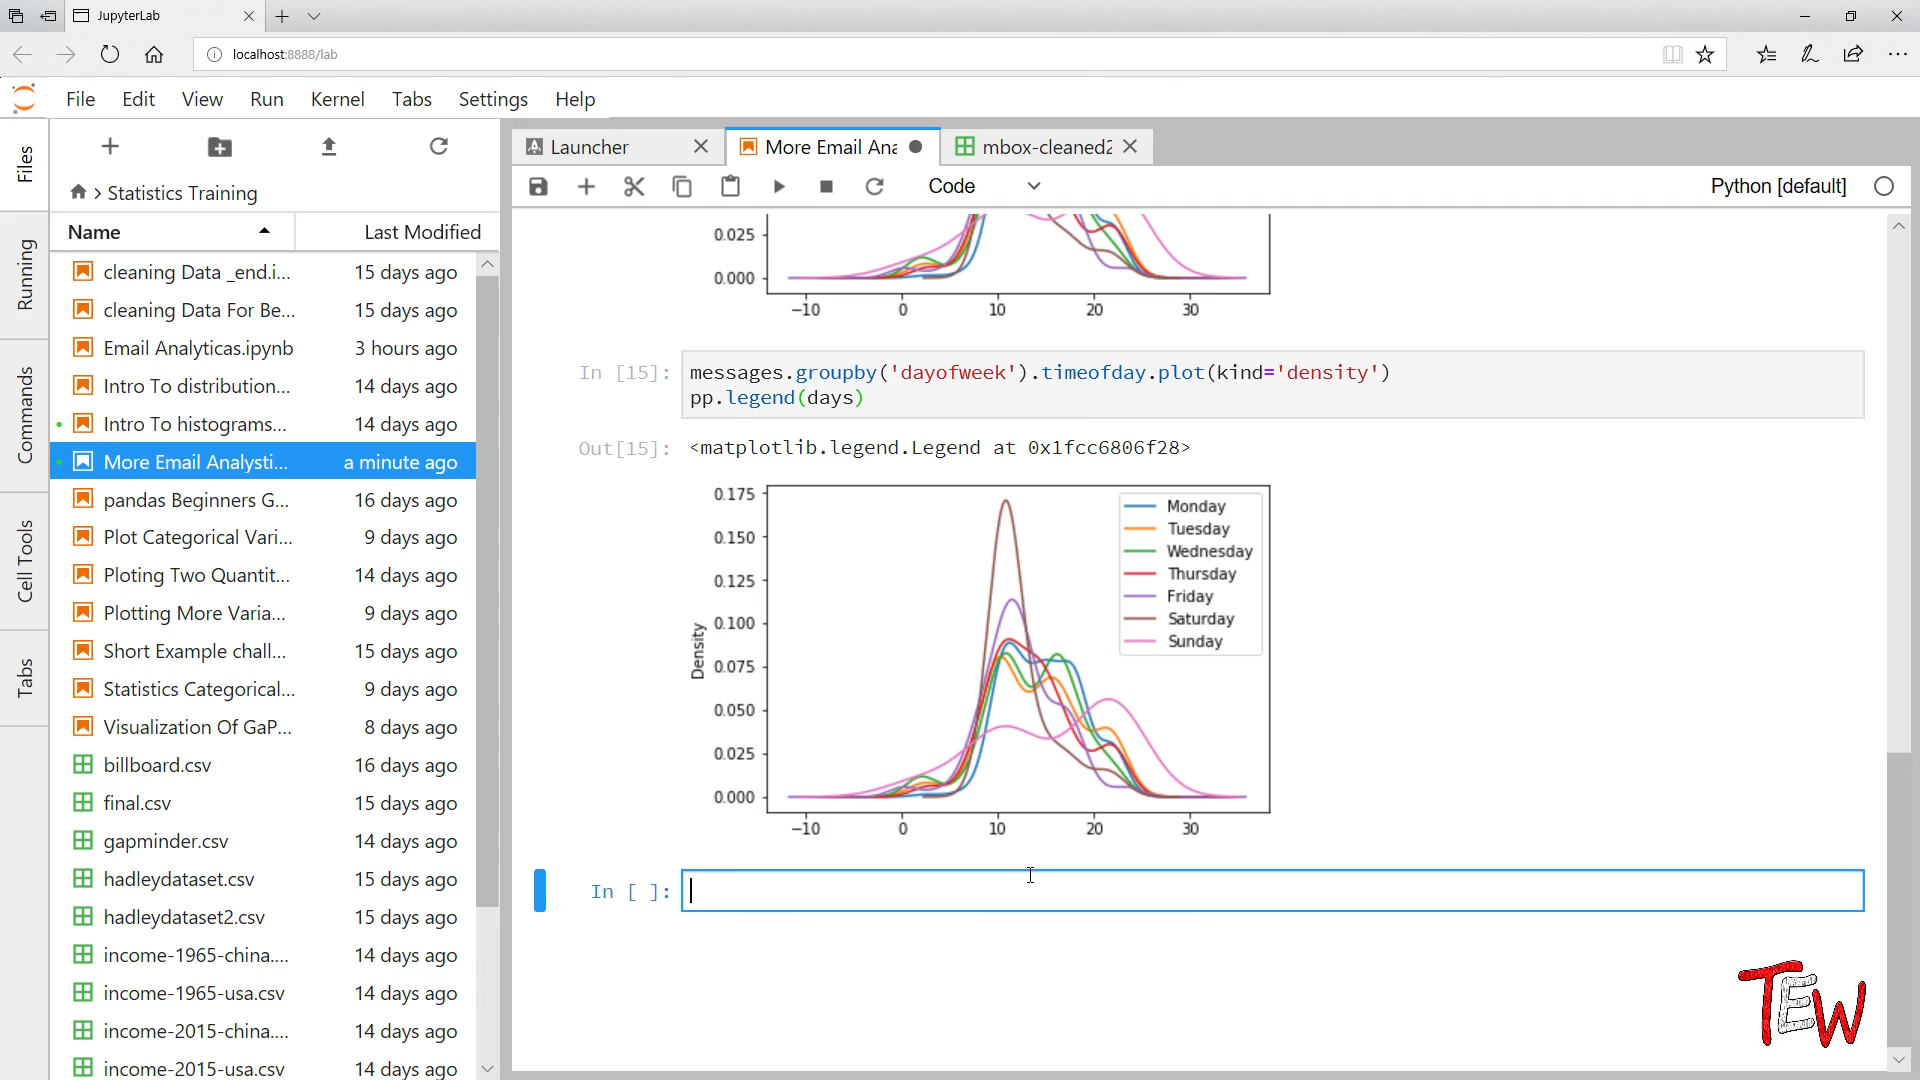 JupyterLab
localhost:8888/lab
File Edit View Run Kernel Tabs Settings Help
Files
Running
Commands
Cell Tools
Tabs
Statistics Training
Name Last Modified
cleaning Data _end.i... 15 days ago
cleaning Data For Be... 15 days ago
Email Analyticas.ipynb 3 hours ago
Intro To distribution... 14 days ago
Intro To histograms... 14 days ago
More Email Analysti... a minute ago
pandas Beginners G... 16 days ago
Plot Categorical Vari... 9 days ago
Ploting Two Quantit... 14 days ago
Plotting More Varia... 9 days ago
Short Example chall... 15 days ago
Statistics Categorical... 9 days ago
Visualization Of GaP... 8 days ago
billboard.csv 16 days ago
final.csv 15 days ago
gapminder.csv 14 days ago
hadleydataset.csv 15 days ago
hadleydataset2.csv 15 days ago
income-1965-china.... 14 days ago
income-1965-usa.csv 14 days ago
income-2015-china.... 14 days ago
income-2015-usa.csv 14 days ago
Launcher
More Email Ana
mbox-cleaned2
Code
Python [default]
0.025
0.000
−10 0 10 20 30
In [15]: messages.groupby('dayofweek').timeofday.plot(kind='density')
pp.legend(days)
Out[15]: <matplotlib.legend.Legend at 0x1fcc6806f28>
0.175
0.150
0.125
0.100
0.075
0.050
0.025
0.000
Density
Monday
Tuesday
Wednesday
Thursday
Friday
Saturday
Sunday
−10 0 10 20 30
In [ ]:
TEW